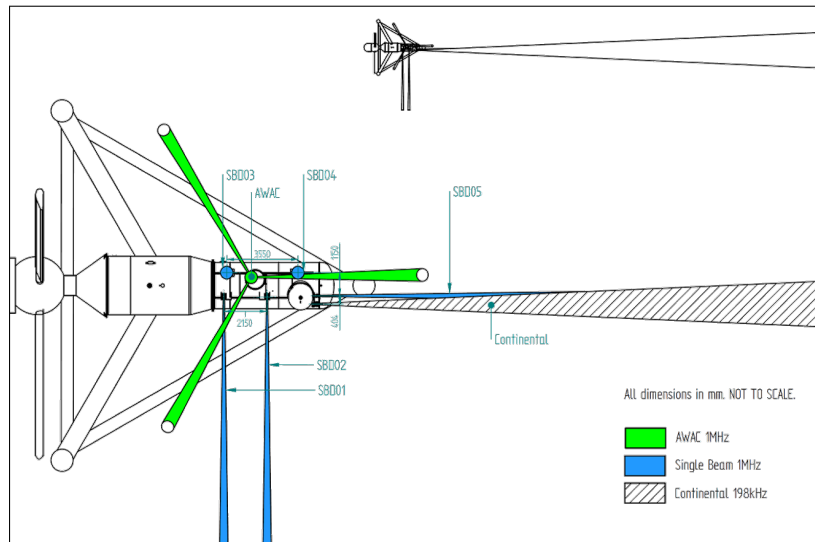 SBD03
SBD04
AWAC
SBD05
3550
1150
404
2150
Continental
SBD02
SBD01
All dimensions in mm. NOT TO SCALE.
AWAC 1MHz
Single Beam 1MHz
Continental 198kHz